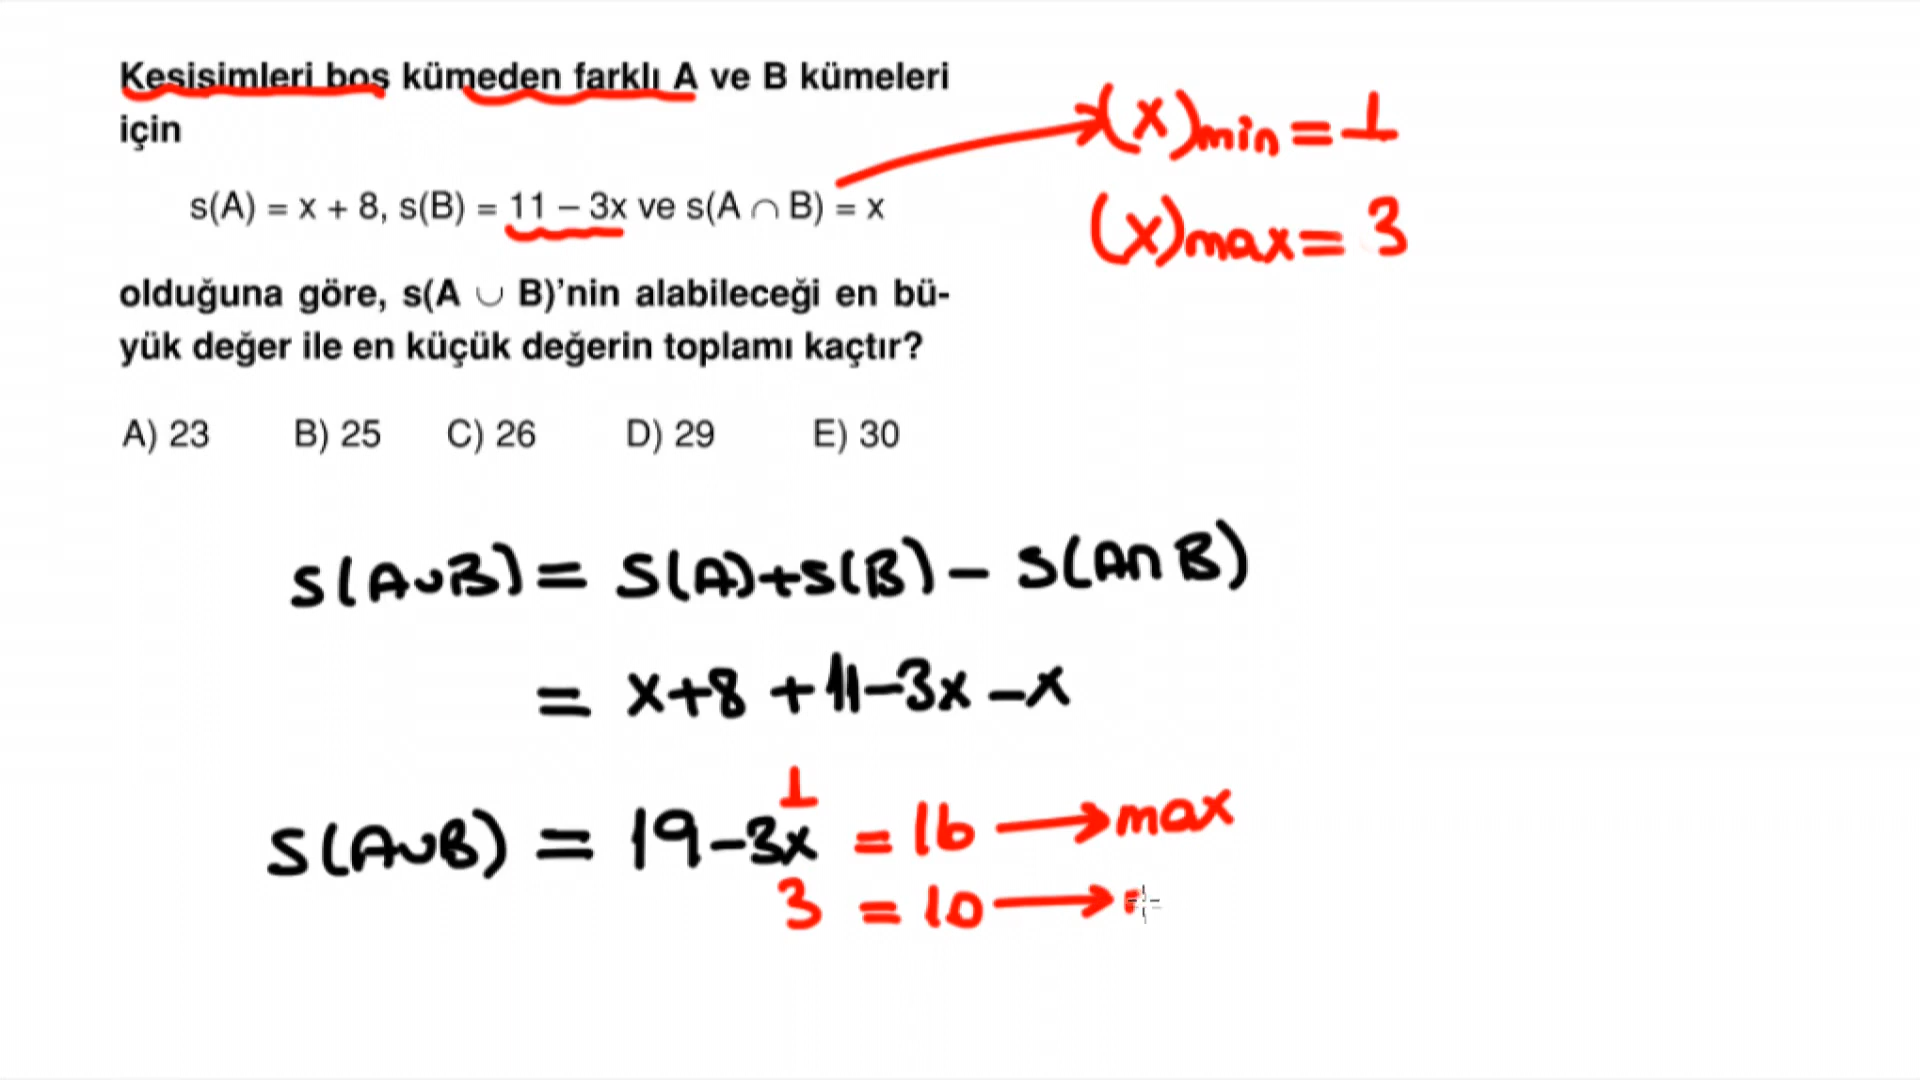 Kesişimleri boş kümeden farklı A ve B kümeleri
için
s(A) = x + 8, s(B) = 11 – 3x ve s(A ∩ B) = x
olduğuna göre, s(A ∪ B)'nin alabileceği en bü-
yük değer ile en küçük değerin toplamı kaçtır?
A) 23 B) 25 C) 26 D) 29 E) 30
(x)min = 1
(x)max = 3
S(A∪B) = S(A)+S(B) – S(A∩B)
= x+8 +11–3x –x
S(A∪B) = 19–3x = 16 → max
1
3 = 10 →